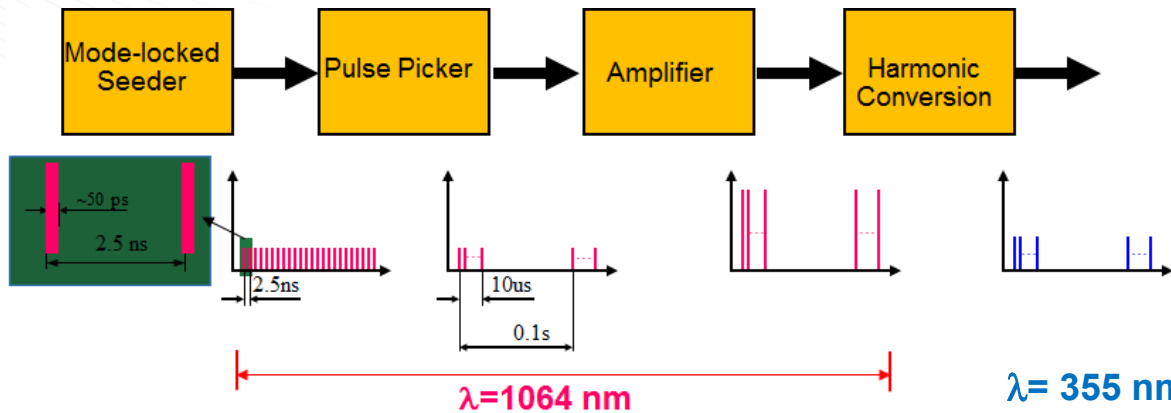 Mode-locked
Seeder
Pulse Picker
Amplifier
Harmonic
Conversion
~50 ps
2.5 ns
2.5ns
10us
0.1s
λ=1064 nm
λ= 355 nm